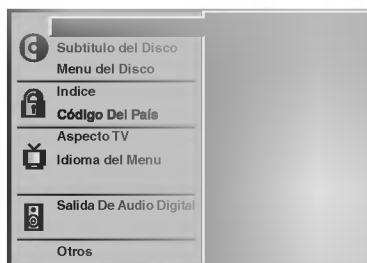 Subtitulo del Disco
Menu del Disco
Indice
Código Del País
Aspecto TV
Idioma del Menu
Salida De Audio Digital
Otros